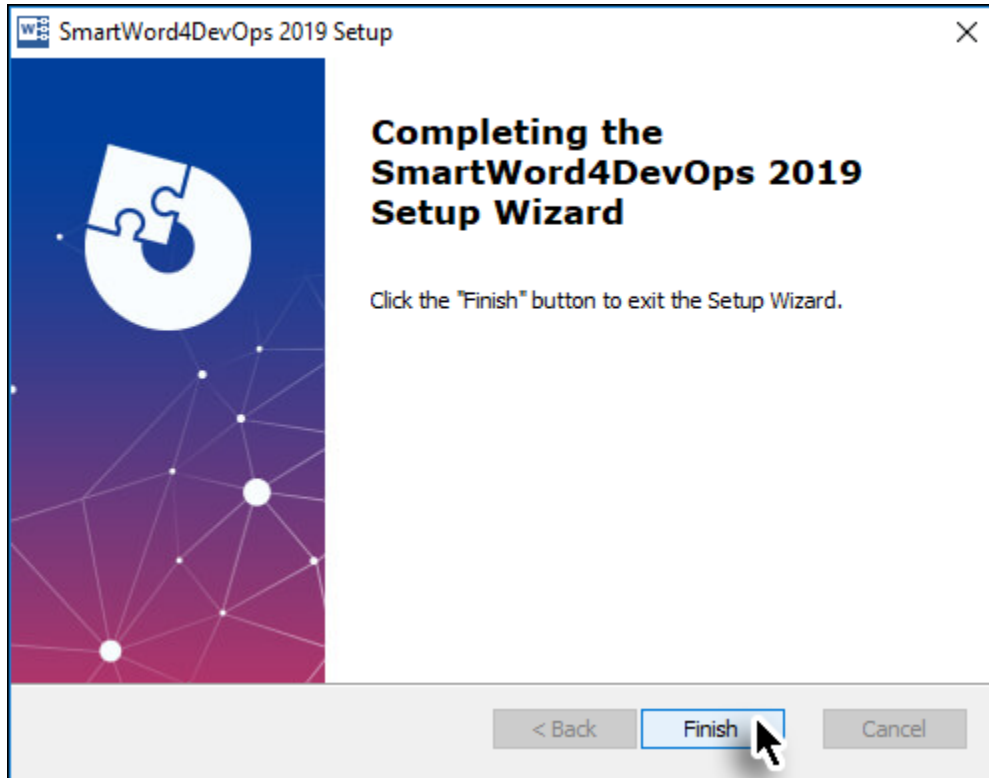 SmartWord4DevOps 2019 Setup
Completing the
SmartWord4DevOps 2019
Setup Wizard
Click the "Finish" button to exit the Setup Wizard.
< Back
Finish
Cancel